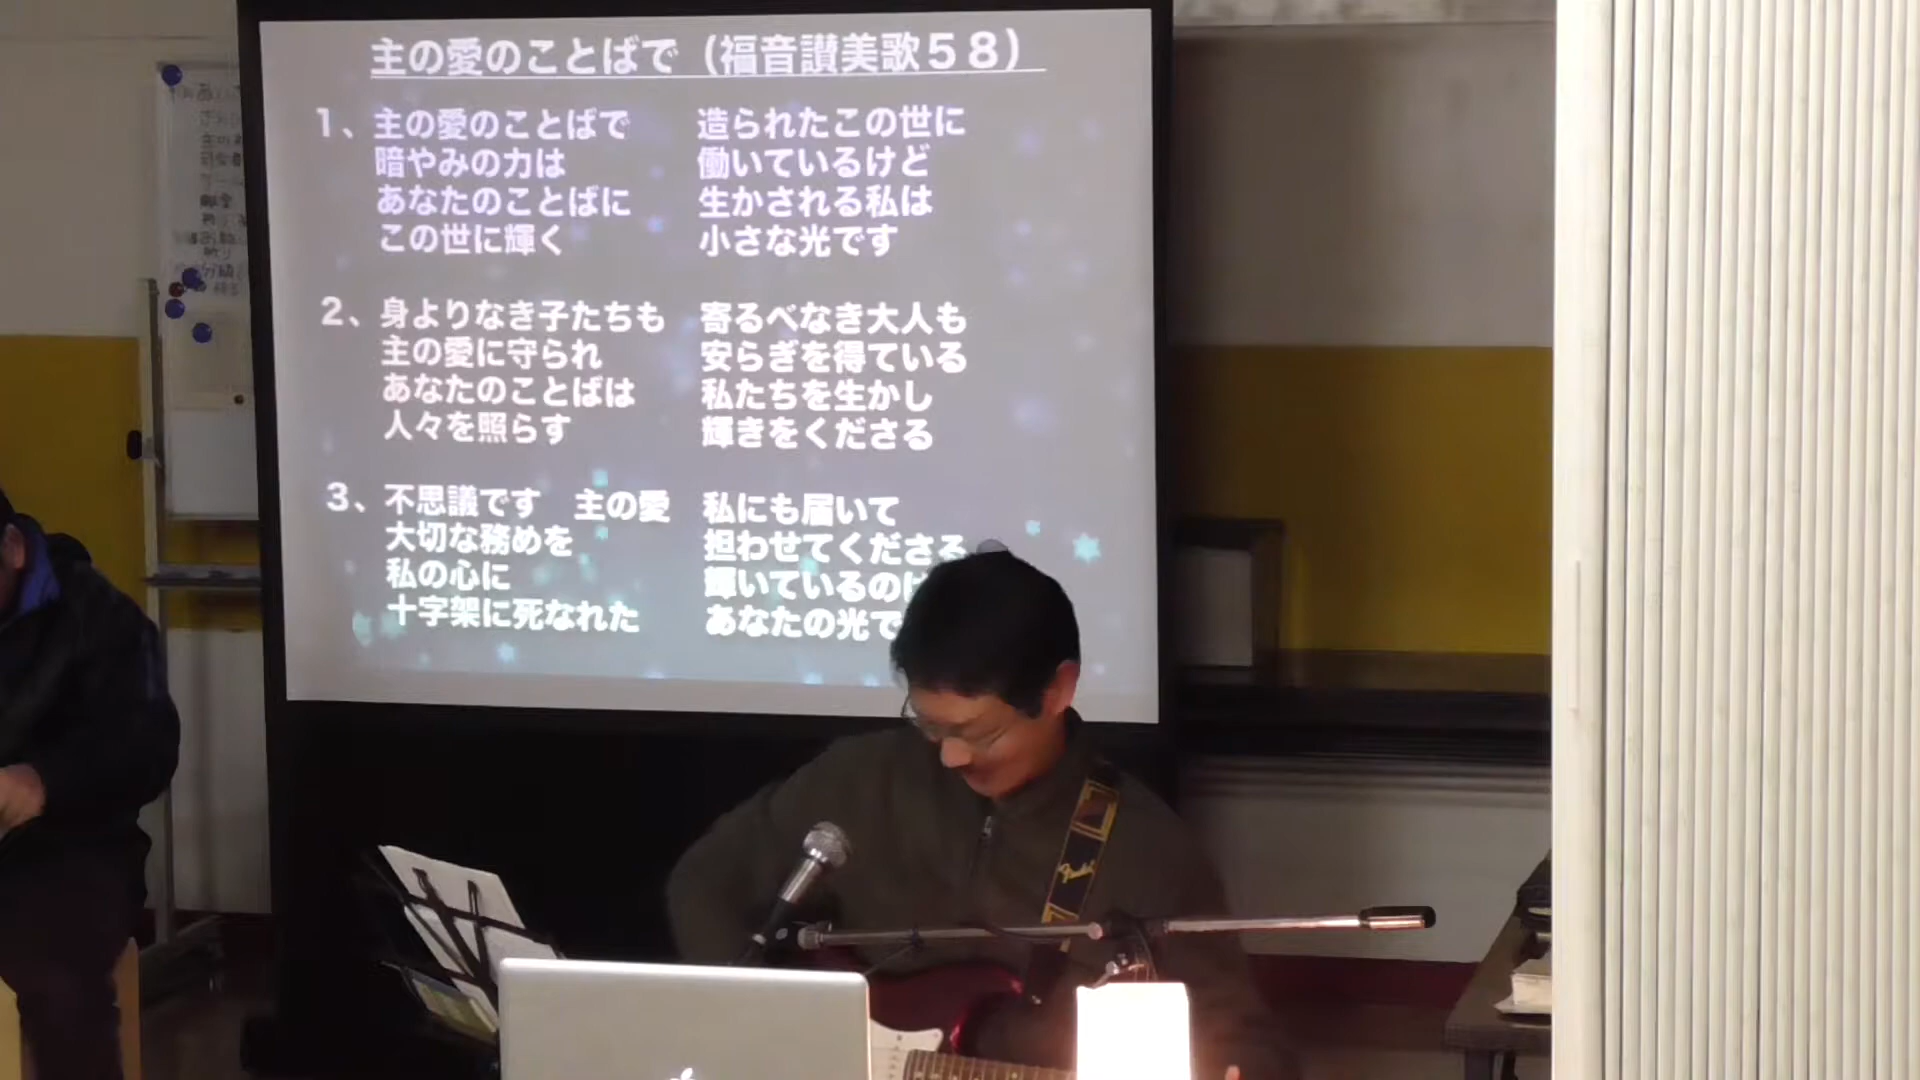 主の愛のことばで（福音讃美歌５８）
１、主の愛のことばで　造られたこの世に
暗やみの力は　働いているけど
あなたのことばに　生かされる私は
この世に輝く　小さな光です
２、身よりなき子たちも　寄るべなき大人も
主の愛に守られ　安らぎを得ている
あなたのことばは　私たちを生かし
人々を照らす　輝きをくださる
３、不思議です　主の愛　私にも届いて
大切な務めを　担わせてくださる
私の心に　輝いているのは
十字架に死なれた　あなたの光で
Fender